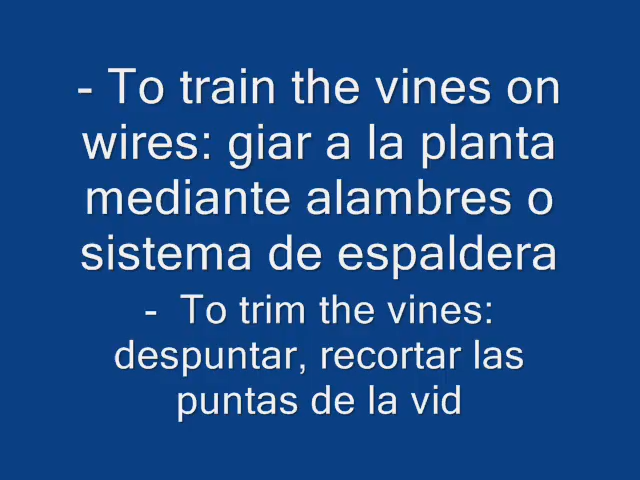 - To train the vines on
wires: giar a la planta
mediante alambres o
sistema de espaldera
- To trim the vines:
despuntar, recortar las
puntas de la vid